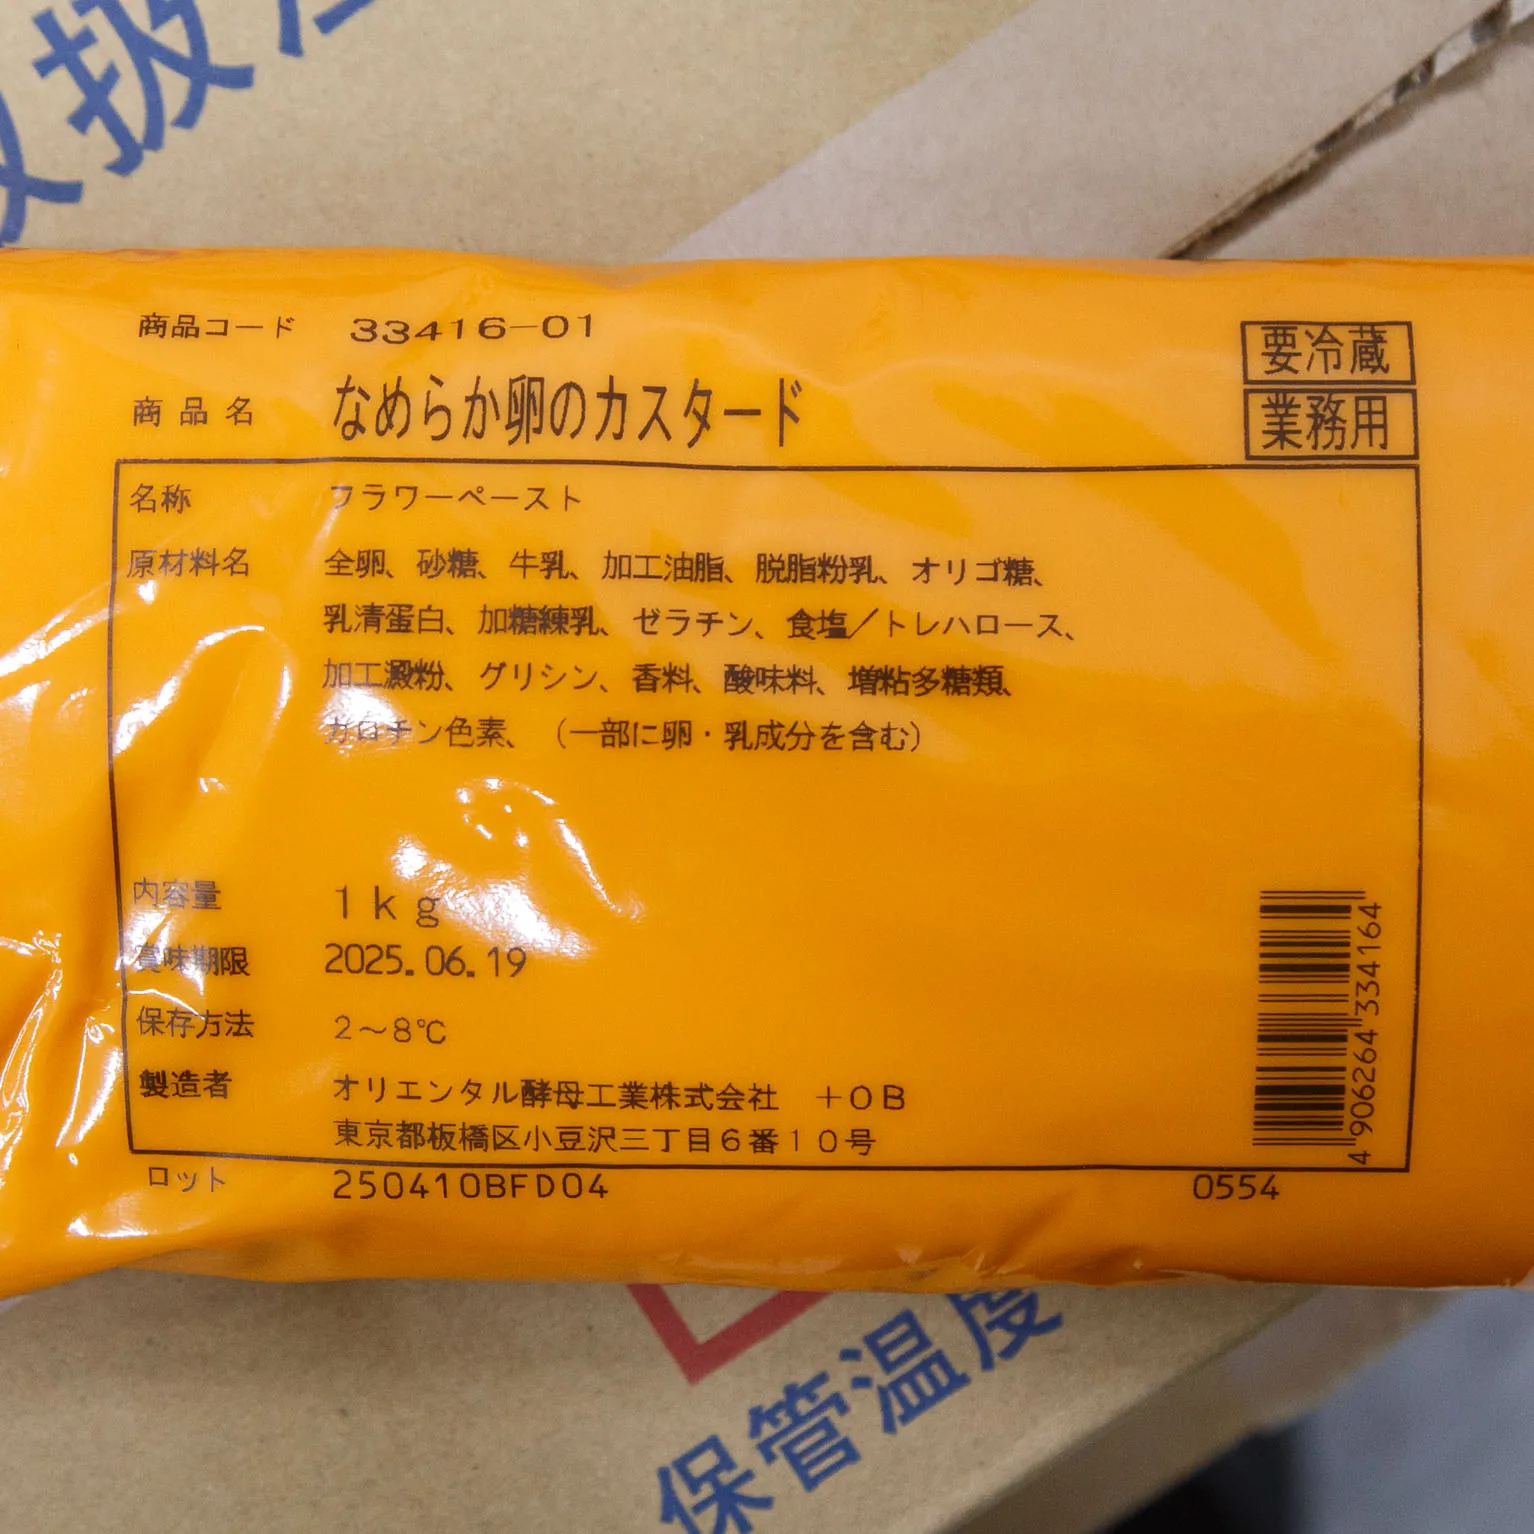 扱注
商品コード 33416-01
要冷蔵
商品名 なめらか卵のカスタード
業務用
名称 フラワーペースト
原材料名 全卵、砂糖、牛乳、加工油脂、脱脂粉乳、オリゴ糖、
乳清蛋白、加糖練乳、ゼラチン、食塩／トレハロース、
加工澱粉、グリシン、香料、酸味料、増粘多糖類、
カロチン色素、（一部に卵・乳成分を含む）
内容量 1kg
賞味期限 2025.06.19
保存方法 2～8℃
製造者 オリエンタル酵母工業株式会社 +OB
東京都板橋区小豆沢三丁目6番10号
4906264334164
ロット 250410BFD04 0554
保管温度